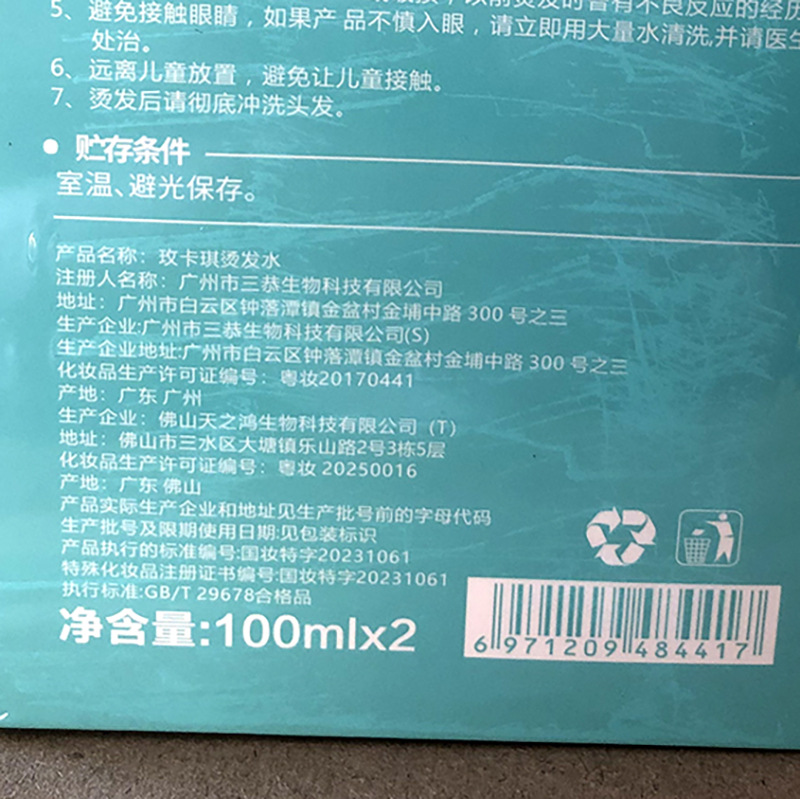 5、避免接触眼睛，如果产品不慎入眼，请立即用大量水清洗,并请医生
处治。
6、远离儿童放置，避免让儿童接触。
7、烫发后请彻底冲洗头发。
贮存条件
室温、避光保存。
产品名称：玫卡琪烫发水
注册人名称：广州市三恭生物科技有限公司
地址：广州市白云区钟落潭镇金盆村金埔中路 300 号之三
生产企业:广州市三恭生物科技有限公司(S)
生产企业地址:广州市白云区钟落潭镇金盆村金埔中路 300 号之三
化妆品生产许可证编号：粤妆20170441
产地：广东 广州
生产企业：佛山天之鸿生物科技有限公司（T）
地址：佛山市三水区大塘镇乐山路2号3栋5层
化妆品生产许可证编号：粤妆 20250016
产地：广东 佛山
产品实际生产企业和地址见生产批号前的字母代码
生产批号及限期使用日期:见包装标识
产品执行的标准编号:国妆特字20231061
特殊化妆品注册证书编号:国妆特字20231061
执行标准:GB/T 29678合格品
净含量:100mlx2
6 971209 484417